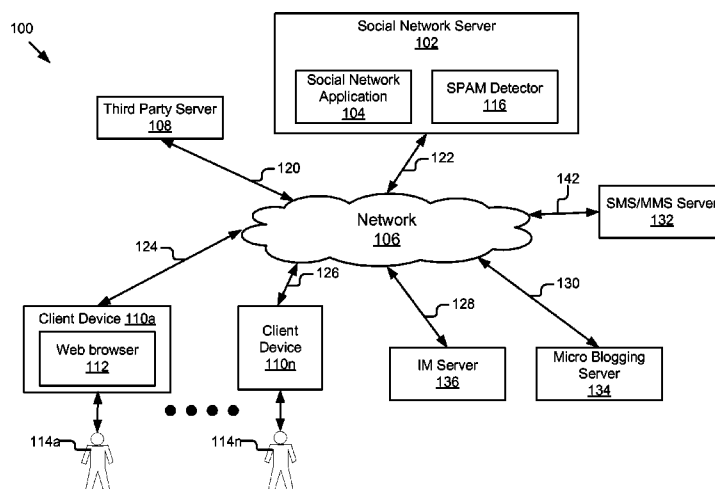 100
Social Network Server
102
Social Network
Application
104
SPAM Detector
116
Third Party Server
108
120
122
142
SMS/MMS Server
132
Network
106
124
126
128
130
Client Device 110a
Web browser
112
Client
Device
110n
IM Server
136
Micro Blogging
Server
134
114a
114n